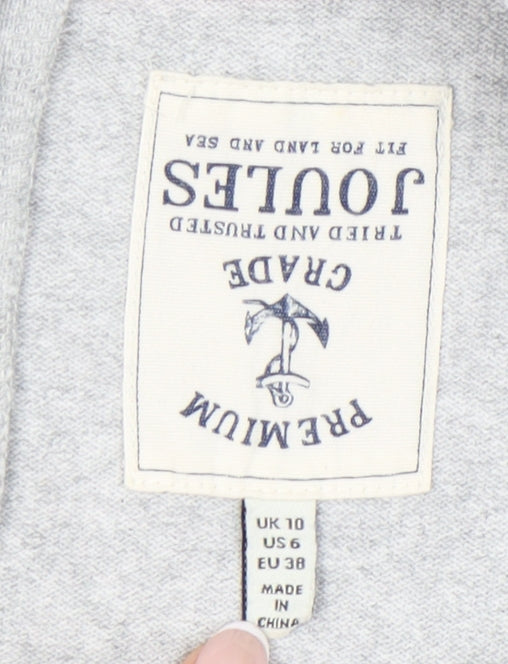 PREMIUM
GRADE
TRIED AND TRUSTED
JOULES
FIT FOR LAND AND SEA
UK 10
US 6
EU 38
MADE
IN
CHINA